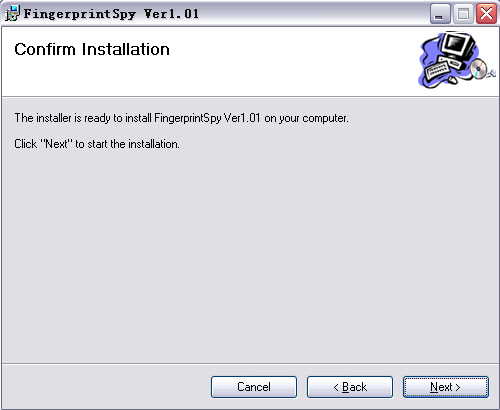 FingerprintSpy Ver1.01
Confirm Installation
The installer is ready to install FingerprintSpy Ver1.01 on your computer.
Click "Next" to start the installation.
Cancel
< Back
Next >